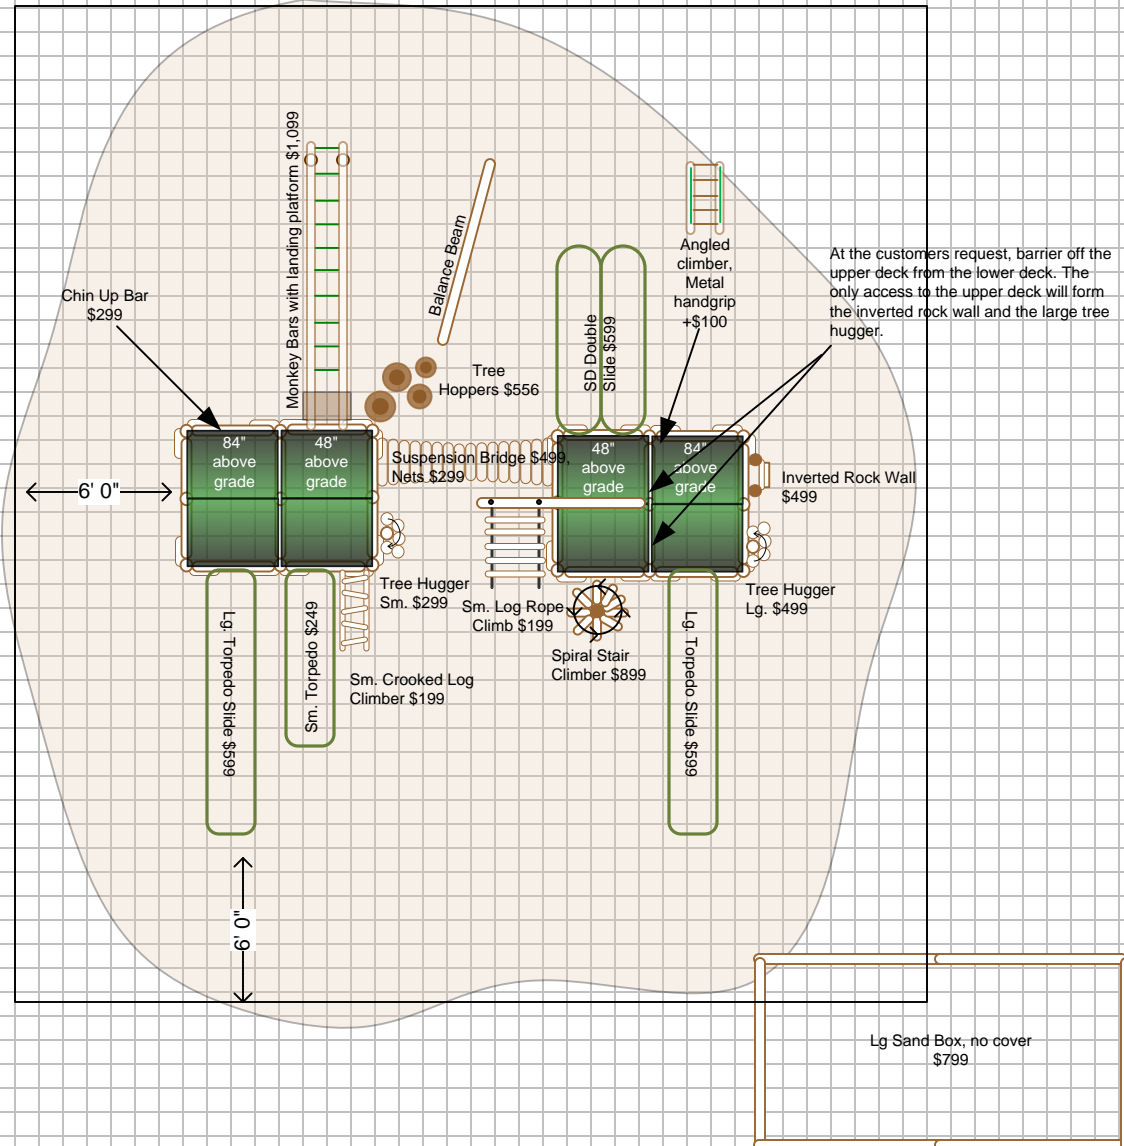 Monkey Bars with landing platform $1,099
Balance Beam
Angled
climber,
Metal
handgrip
+$100
At the customers request, barrier off the
upper deck from the lower deck. The
only access to the upper deck will form
the inverted rock wall and the large tree
hugger.
Chin Up Bar
$299
SD Double
Slide $599
Tree
Hoppers $556
84"
above
grade
48"
above
grade
Suspension Bridge $499,
Nets $299
48"
above
grade
84"
above
grade
Inverted Rock Wall
$499
6' 0"
Tree Hugger
Sm. $299
Sm. Log Rope
Climb $199
Tree Hugger
Lg. $499
Lg. Torpedo Slide $599
Sm. Torpedo $249
Spiral Stair
Climber $899
Lg. Torpedo Slide $599
Sm. Crooked Log
Climber $199
6' 0"
Lg Sand Box, no cover
$799